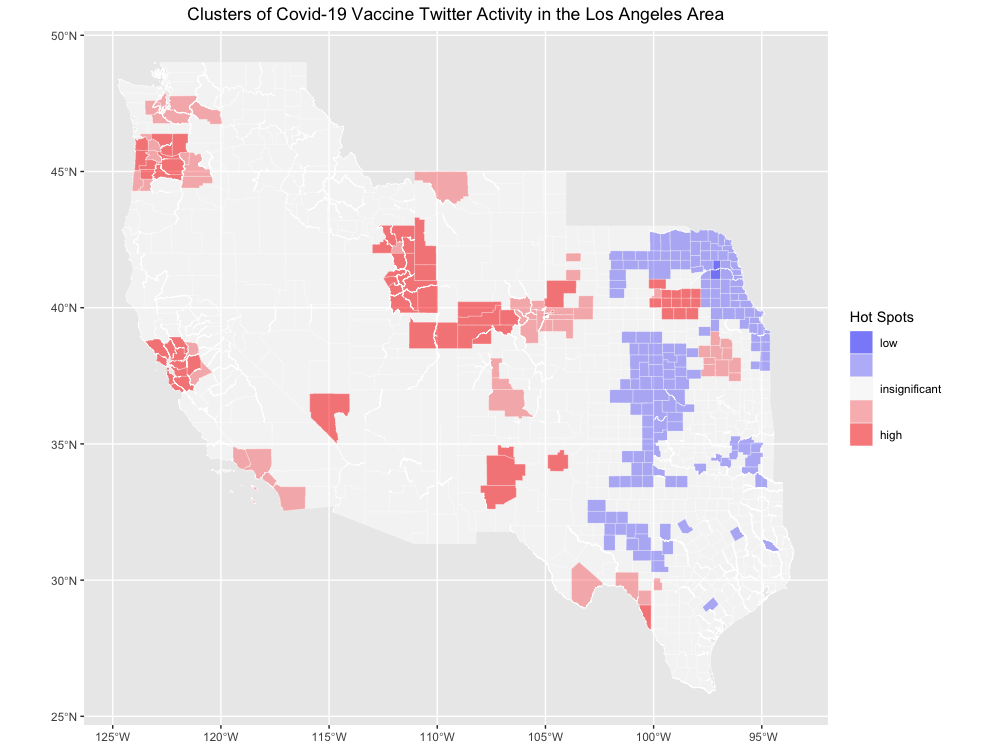 Clusters of Covid-19 Vaccine Twitter Activity in the Los Angeles Area
50°N
45°N
40°N
35°N
30°N
25°N
125°W
120°W
115°W
110°W
105°W
100°W
95°W
Hot Spots
low
insignificant
high